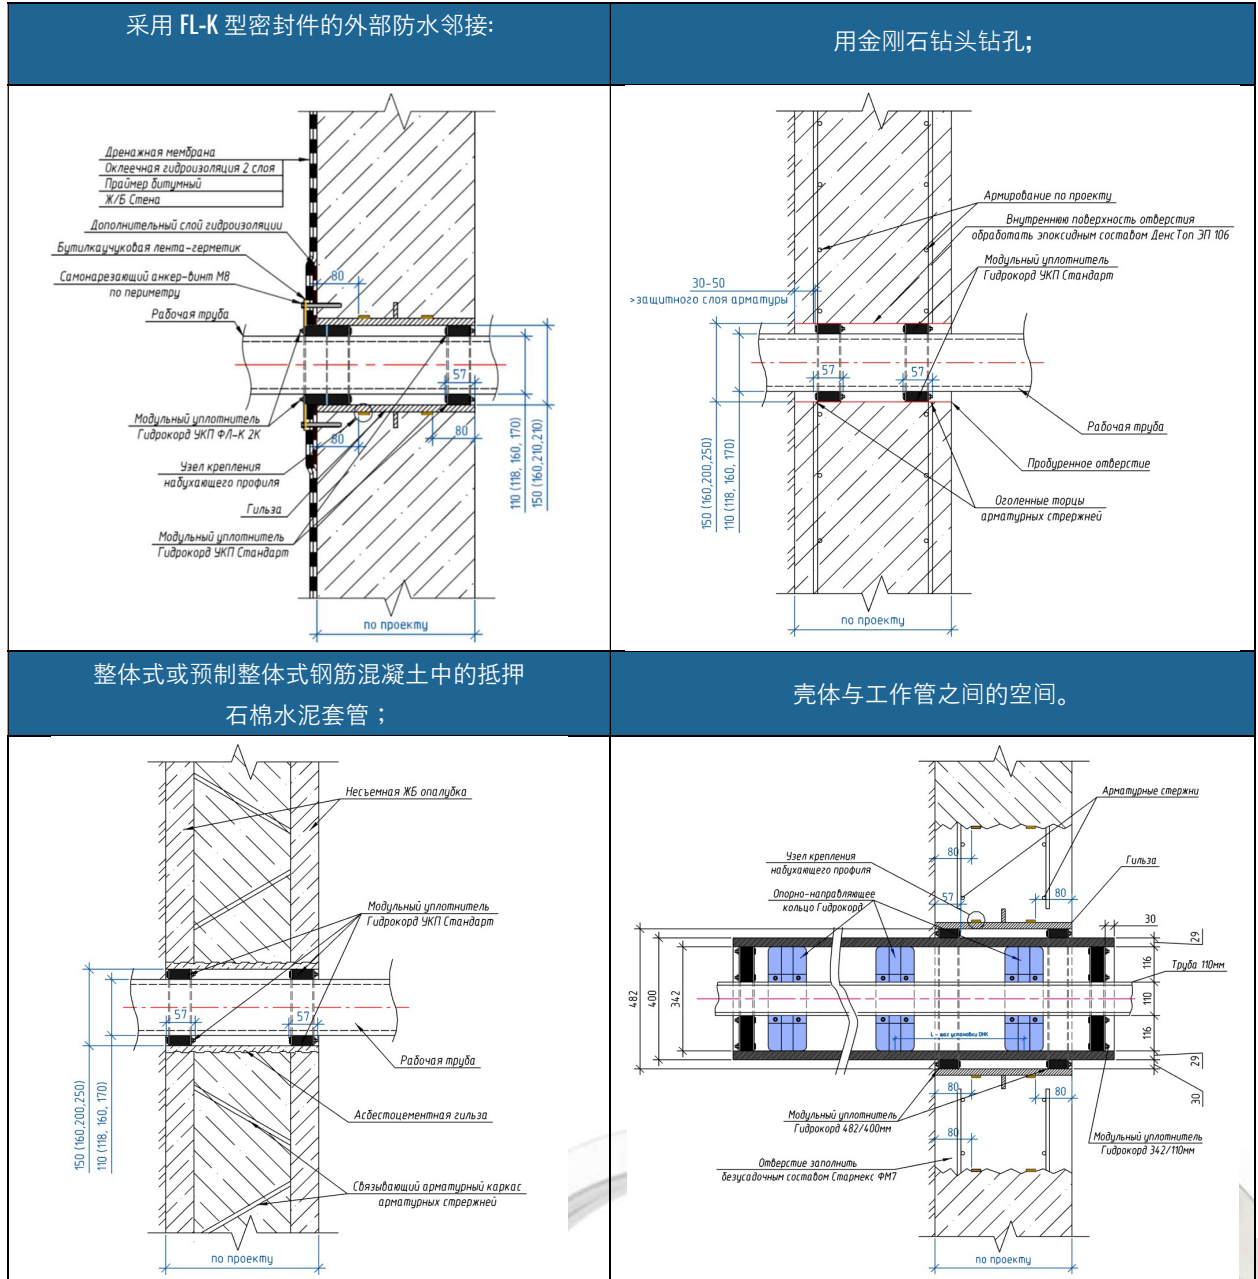 采用 FL-K 型密封件的外部防水邻接:
用金刚石钻头钻孔;
Дренажная мембрана
Оклеечная гидроизоляция 2 слоя
Праймер битумный
Ж/Б Стена
Дополнительный слой гидроизоляции
Бутилкаучуковая лента-герметик
Самонарезающий анкер-винт М8
по периметру
Рабочая труба
80
57
Модульный уплотнитель
Гидрокорд УКП ФЛ-К 2К
80
80
Узел крепления
набухающего профиля
Гильза
Модульный уплотнитель
Гидрокорд УКП Стандарт
110 (118, 160, 170)
150 (160,210,210)
по проекту
Армирование по проекту
Внутреннюю поверхность отверстия
обработать эпоксидным составом ДенсТоп ЭП 106
Модульный уплотнитель
Гидрокорд УКП Стандарт
30-50
>защитного слоя арматуры
57
57
Рабочая труба
Пробуренное отверстие
Оголенные торцы
арматурных стрержней
150 (160,200,250)
110 (118, 160, 170)
по проекту
整体式或预制整体式钢筋混凝土中的抵押
石棉水泥套管；
壳体与工作管之间的空间。
Несъемная ЖБ опалубка
Модульный уплотнитель
Гидрокорд УКП Стандарт
57
57
Рабочая труба
Асбестоцементная гильза
Связывающий арматурный каркас
арматурных стрержней
150 (160,200,250)
110 (118, 160, 170)
по проекту
Арматурные стержни
80
Узел крепления
набухающего профиля
Гильза
Опорно-направляющее
кольцо Гидрокорд
57
80
30
29
482
400
342
116
Труба 110мм
110
116
L - шаг установки ОНК
29
30
80
80
Модульный уплотнитель
Гидрокорд 482/400мм
80
Модульный уплотнитель
Гидрокорд 342/110мм
Отверстие заполнить
безусадочным составом Стармекс ФМ7
по проекту